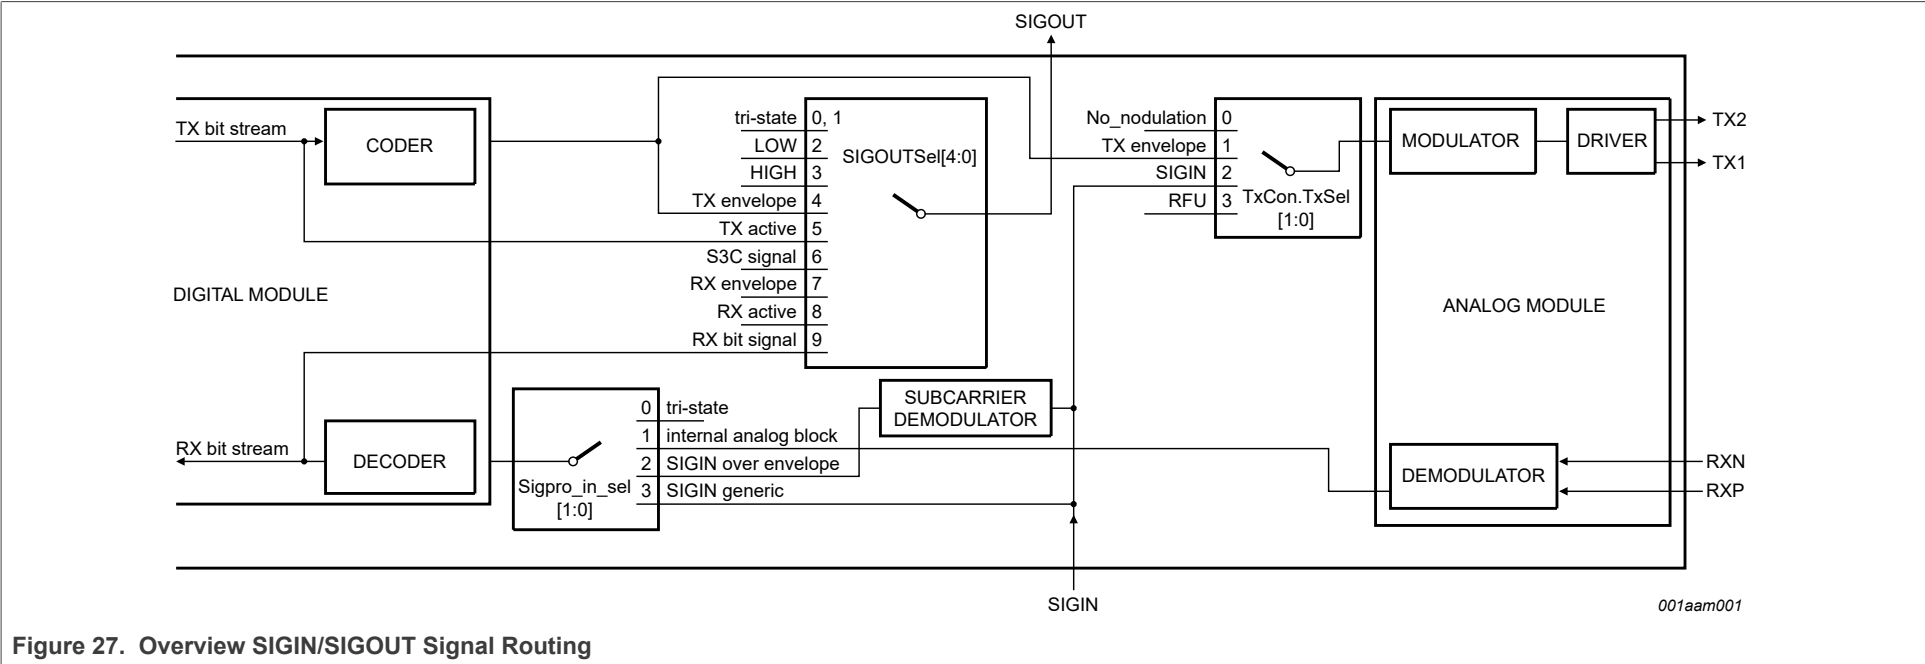 SIGOUT
TX bit stream
CODER
tri-state 0, 1
LOW 2
HIGH 3
TX envelope 4
TX active 5
S3C signal 6
RX envelope 7
RX active 8
RX bit signal 9
SIGOUTSel[4:0]
No_nodulation 0
TX envelope 1
SIGIN 2
RFU 3
TxCon.TxSel
[1:0]
MODULATOR
DRIVER
TX2
TX1
DIGITAL MODULE
ANALOG MODULE
SUBCARRIER
DEMODULATOR
0 tri-state
1 internal analog block
2 SIGIN over envelope
3 SIGIN generic
Sigpro_in_sel
[1:0]
RX bit stream
DECODER
DEMODULATOR
RXN
RXP
SIGIN
001aam001
Figure 27. Overview SIGIN/SIGOUT Signal Routing